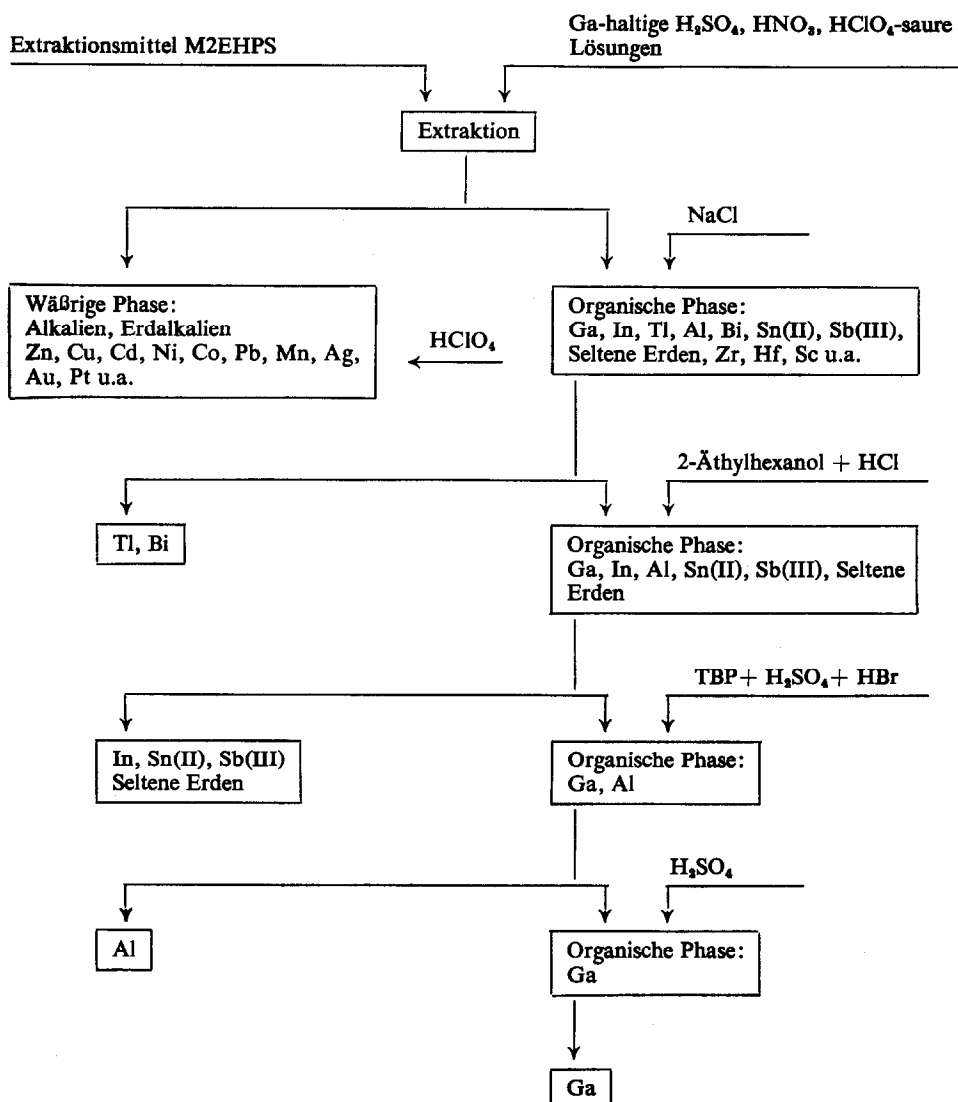 Extraktionsmittel M2EHPS
Ga-haltige H₂SO₄, HNO₃, HClO₄-saure
Lösungen
Extraktion
NaCl
Wäßrige Phase:
Alkalien, Erdalkalien
Zn, Cu, Cd, Ni, Co, Pb, Mn, Ag,
Au, Pt u.a.
HClO₄
Organische Phase:
Ga, In, Tl, Al, Bi, Sn(II), Sb(III),
Seltene Erden, Zr, Hf, Sc u.a.
2-Äthylhexanol + HCl
Tl, Bi
Organische Phase:
Ga, In, Al, Sn(II), Sb(III), Seltene
Erden
TBP+ H₂SO₄+ HBr
In, Sn(II), Sb(III)
Seltene Erden
Organische Phase:
Ga, Al
H₂SO₄
Al
Organische Phase:
Ga
Ga